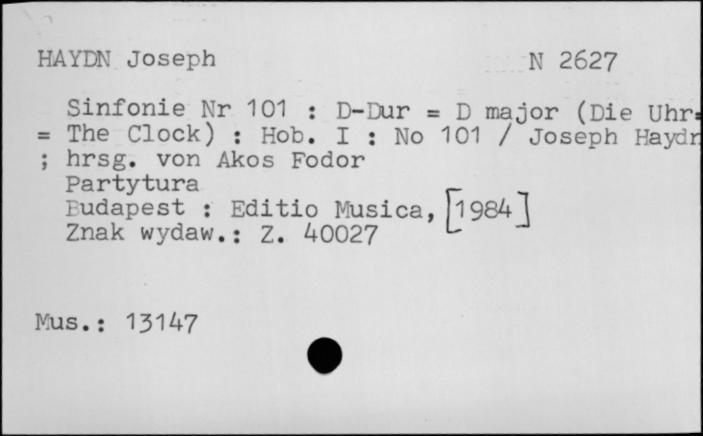 HAYDN Joseph N 2627
Sinfonie Nr 101 : D-Dur = D major (Die Uhr=
= The Clock) : Hob. I : No 101 / Joseph Haydn
; hrsg. von Akos Fodor
Partytura
Budapest : Editio Musica, [1984]
Znak wydaw.: Z. 40027
Mus.: 13147